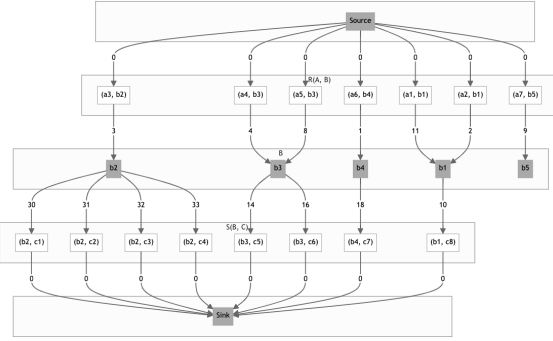 Source
0 0 0 0 0 0 0
R(A, B)
(a3, b2) (a4, b3) (a5, b3) (a6, b4) (a1, b1) (a2, b1) (a7, b5)
3 4 8 1 11 2 9
B
b2 b3 b4 b1 b5
30 31 32 33 14 16 18 10
S(B, C)
(b2, c1) (b2, c2) (b2, c3) (b2, c4) (b3, c5) (b3, c6) (b4, c7) (b1, c8)
0 0 0 0 0 0 0 0
Sink